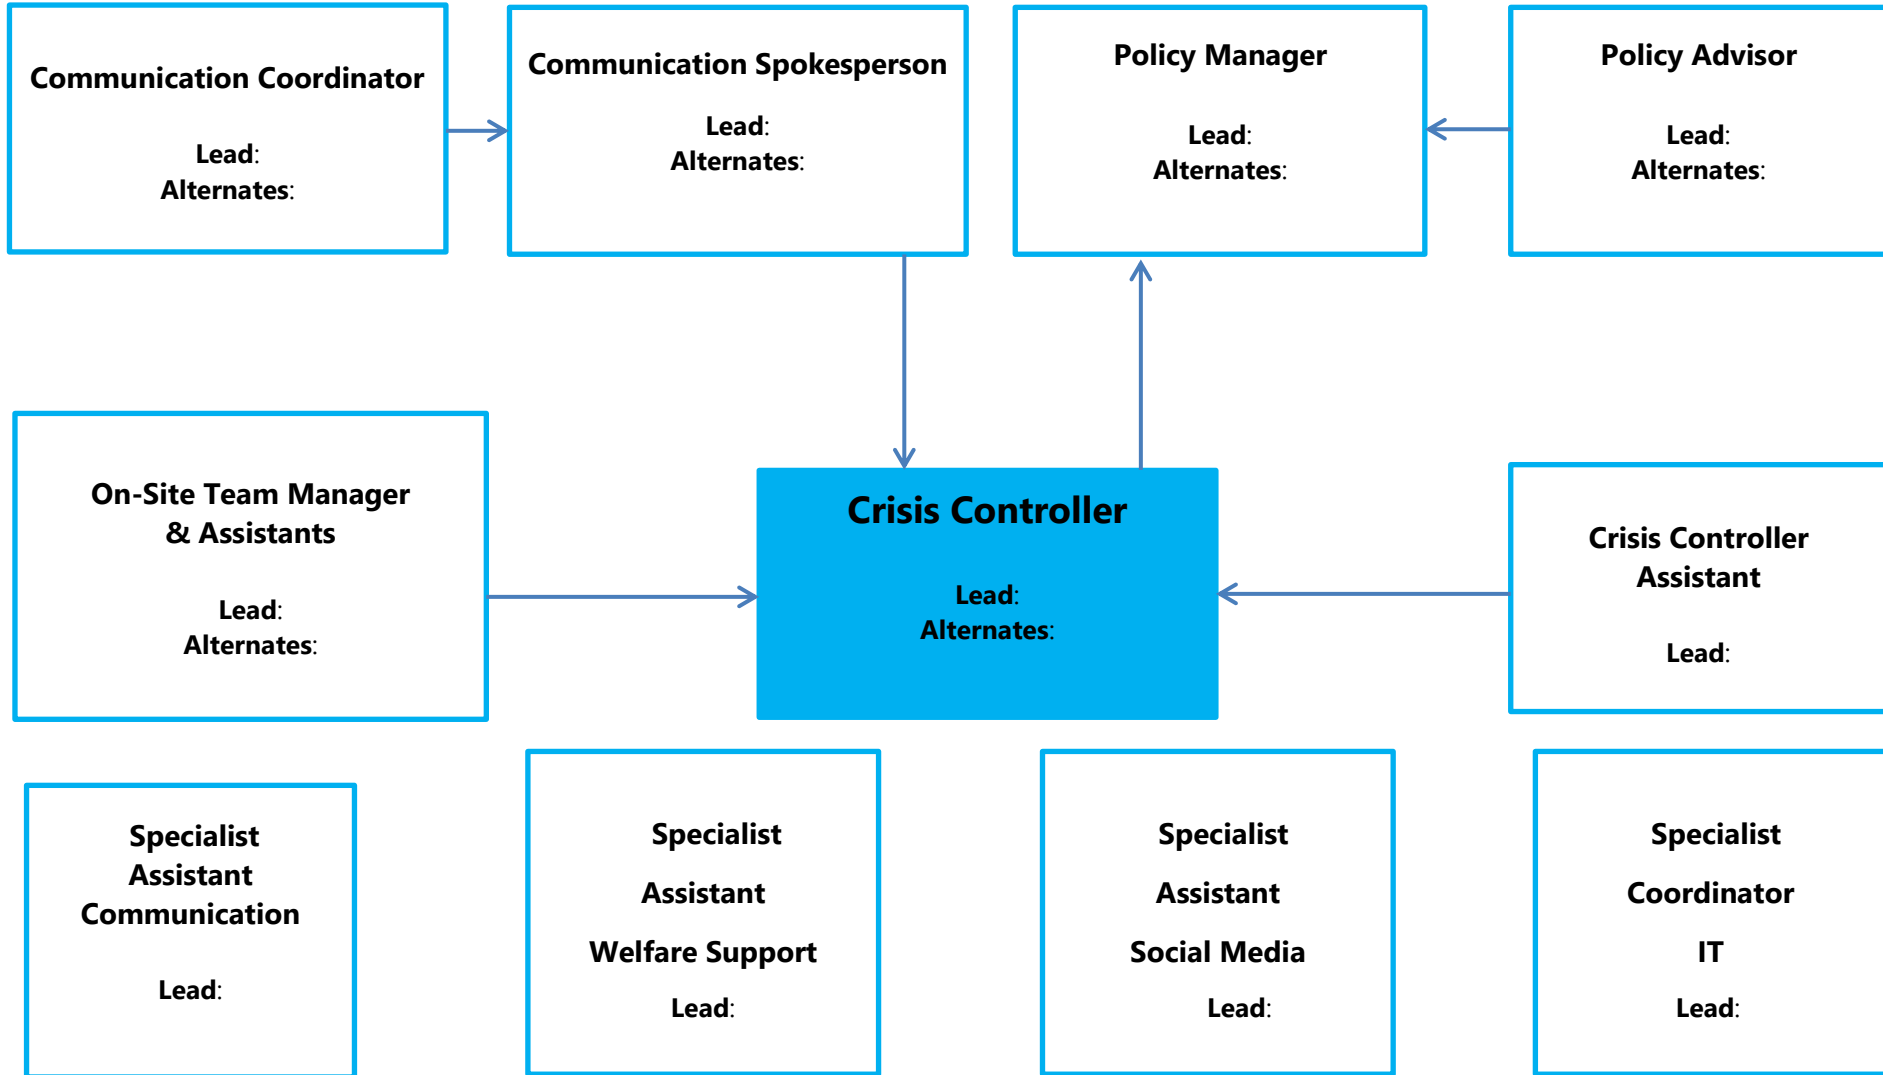 Communication Coordinator
Lead:
Alternates:
Communication Spokesperson
Lead:
Alternates:
Policy Manager
Lead:
Alternates:
Policy Advisor
Lead:
Alternates:
On-Site Team Manager
& Assistants
Lead:
Alternates:
Crisis Controller
Lead:
Alternates:
Crisis Controller
Assistant
Lead:
Specialist
Assistant
Communication
Lead:
Specialist
Assistant
Welfare Support
Lead:
Specialist
Assistant
Social Media
Lead:
Specialist
Coordinator
IT
Lead: